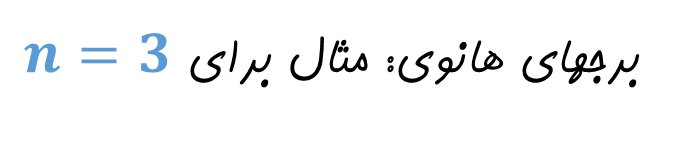 برجهای هانوی: مثال برای n = 3